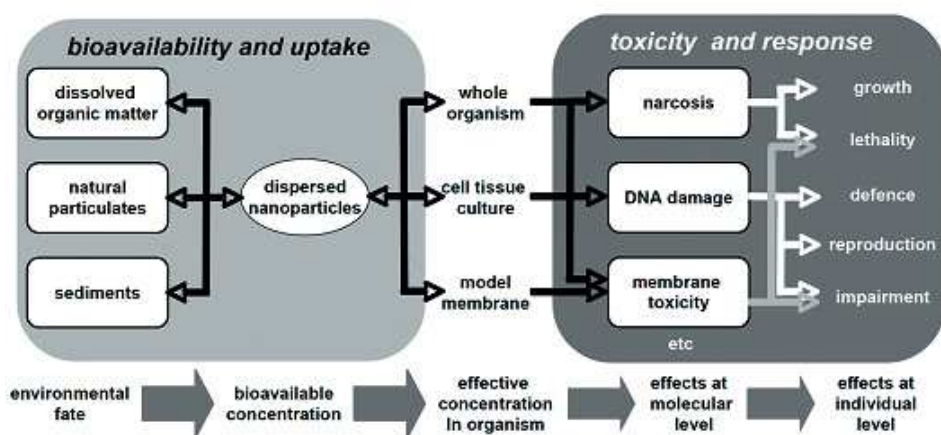 bioavailability and uptake
toxicity and response
dissolved
organic matter
natural
particulates
sediments
dispersed
nanoparticles
whole
organism
cell tissue
culture
model
membrane
narcosis
DNA damage
membrane
toxicity
etc
growth
lethality
defence
reproduction
impairment
environmental
fate
bioavailable
concentration
effective
concentration
In organism
effects at
molecular
level
effects at
individual
level